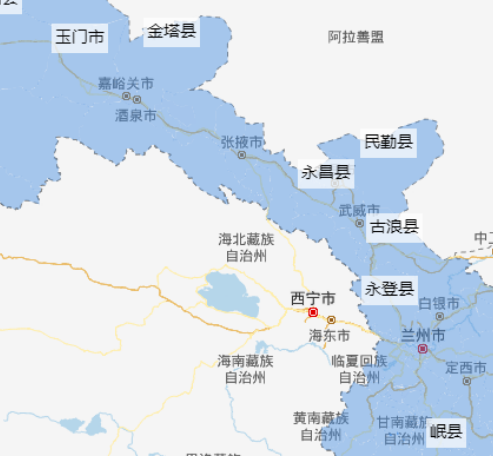 县
金塔县
玉门市
阿拉善盟
嘉峪关市
酒泉市
张掖市
民勤县
永昌县
武威市
古浪县
海北藏族
自治州
中卫
永登县
西宁市
白银市
海东市
兰州市
海南藏族
自治州
临夏回族
自治州
定西市
黄南藏族
自治州
甘南藏族
自治州
岷县